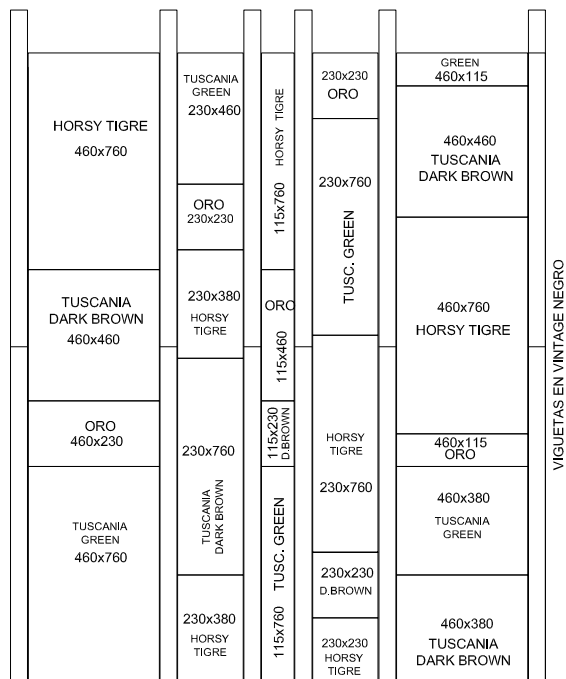 HORSY TIGRE
460x760
TUSCANIA
DARK BROWN
460x460
ORO
460x230
TUSCANIA
GREEN
460x760
TUSCANIA
GREEN
230x460
ORO
230x230
230x380
HORSY
TIGRE
230x760
TUSCANIA
DARK BROWN
230x380
HORSY
TIGRE
115x760 HORSY TIGRE
ORO
115x460
115x230
D.BROWN
115x760 TUSC. GREEN
230x230
ORO
230x760
TUSC. GREEN
HORSY
TIGRE
230x760
230x230
D.BROWN
230x230
HORSY
TIGRE
GREEN
460x115
460x460
TUSCANIA
DARK BROWN
460x760
HORSY TIGRE
460x115
ORO
460x380
TUSCANIA
GREEN
460x380
TUSCANIA
DARK BROWN
VIGUETAS EN VINTAGE NEGRO